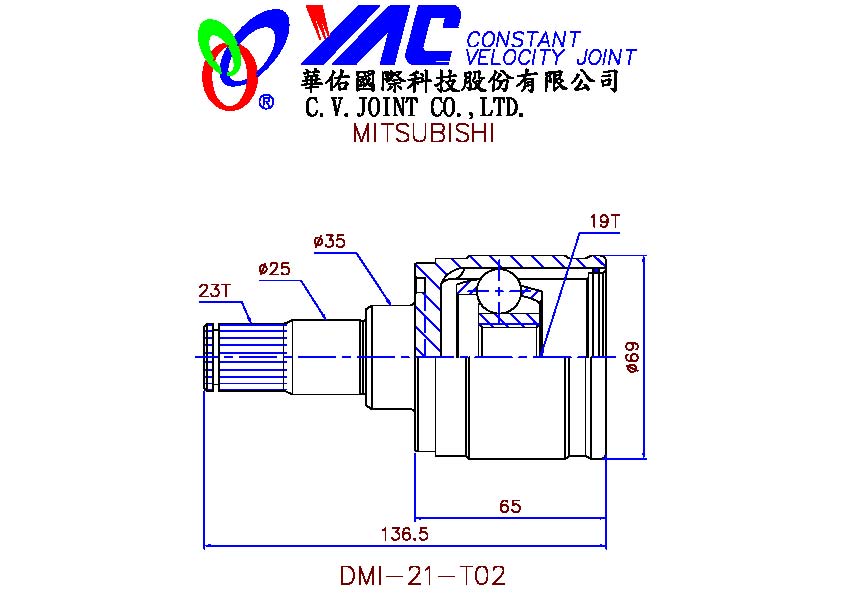 YAC CONSTANT
VELOCITY JOINT
®
華佑國際科技股份有限公司
C.V.JOINT CO.,LTD.
MITSUBISHI
19T
ø35
ø25
23T
ø69
65
136.5
DMI-21-T02